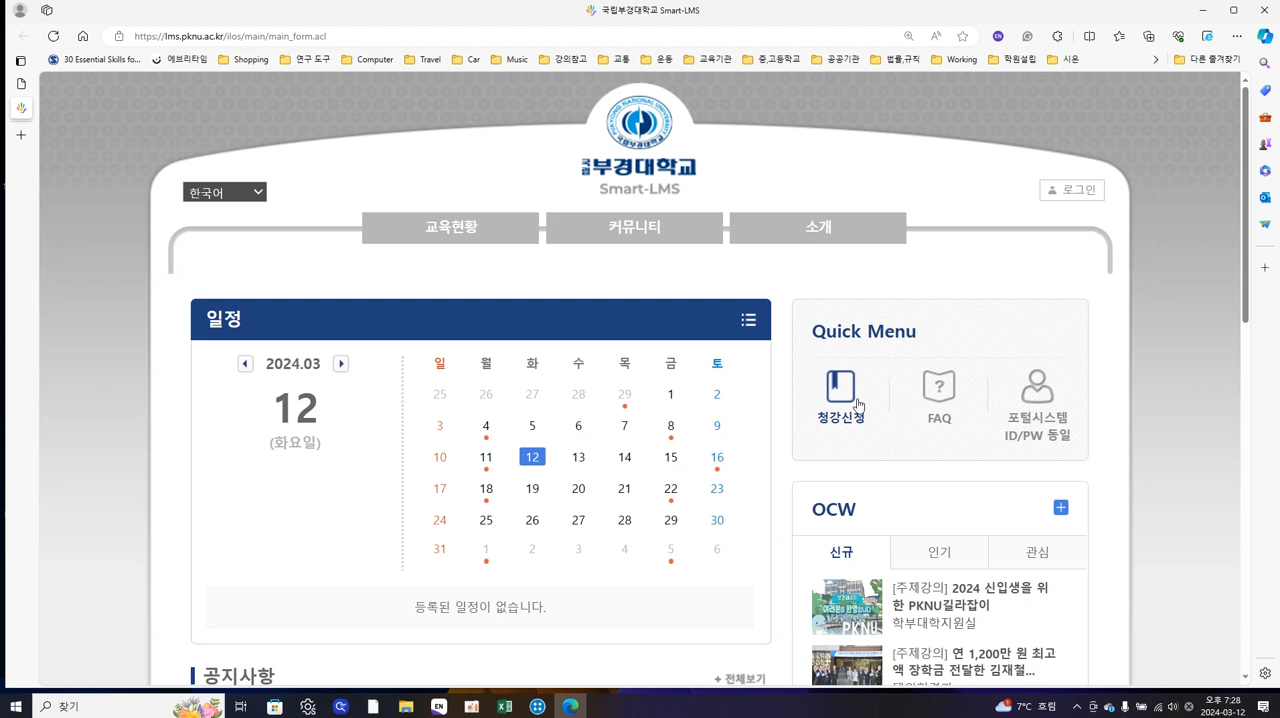 국립부경대학교 Smart-LMS
https://lms.pknu.ac.kr/ilos/main/main_form.acl
30 Essential Skills fo...
에브리타임
Shopping
연구 도구
Computer
Travel
Car
Music
강의참고
교통
운동
교육기관
중,고등학교
공공기관
법률,규칙
Working
학원설립
시온
다른 즐겨찾기
국립부경대학교
Smart-LMS
한국어
로그인
교육현황
커뮤니티
소개
일정
2024.03
12
(화요일)
일 월 화 수 목 금 토
25 26 27 28 29 1 2
3 4 5 6 7 8 9
10 11 12 13 14 15 16
17 18 19 20 21 22 23
24 25 26 27 28 29 30
31 1 2 3 4 5 6
등록된 일정이 없습니다.
Quick Menu
청강신청
FAQ
포털시스템
ID/PW 동일
OCW
신규
인기
관심
[주제강의] 2024 신입생을 위
한 PKNU길라잡이
학부대학지원실
[주제강의] 연 1,200만 원 최고
액 장학금 전달한 김재철...
공지사항
+ 전체보기
찾기
7°C 흐림
오후 7:28
2024-03-12